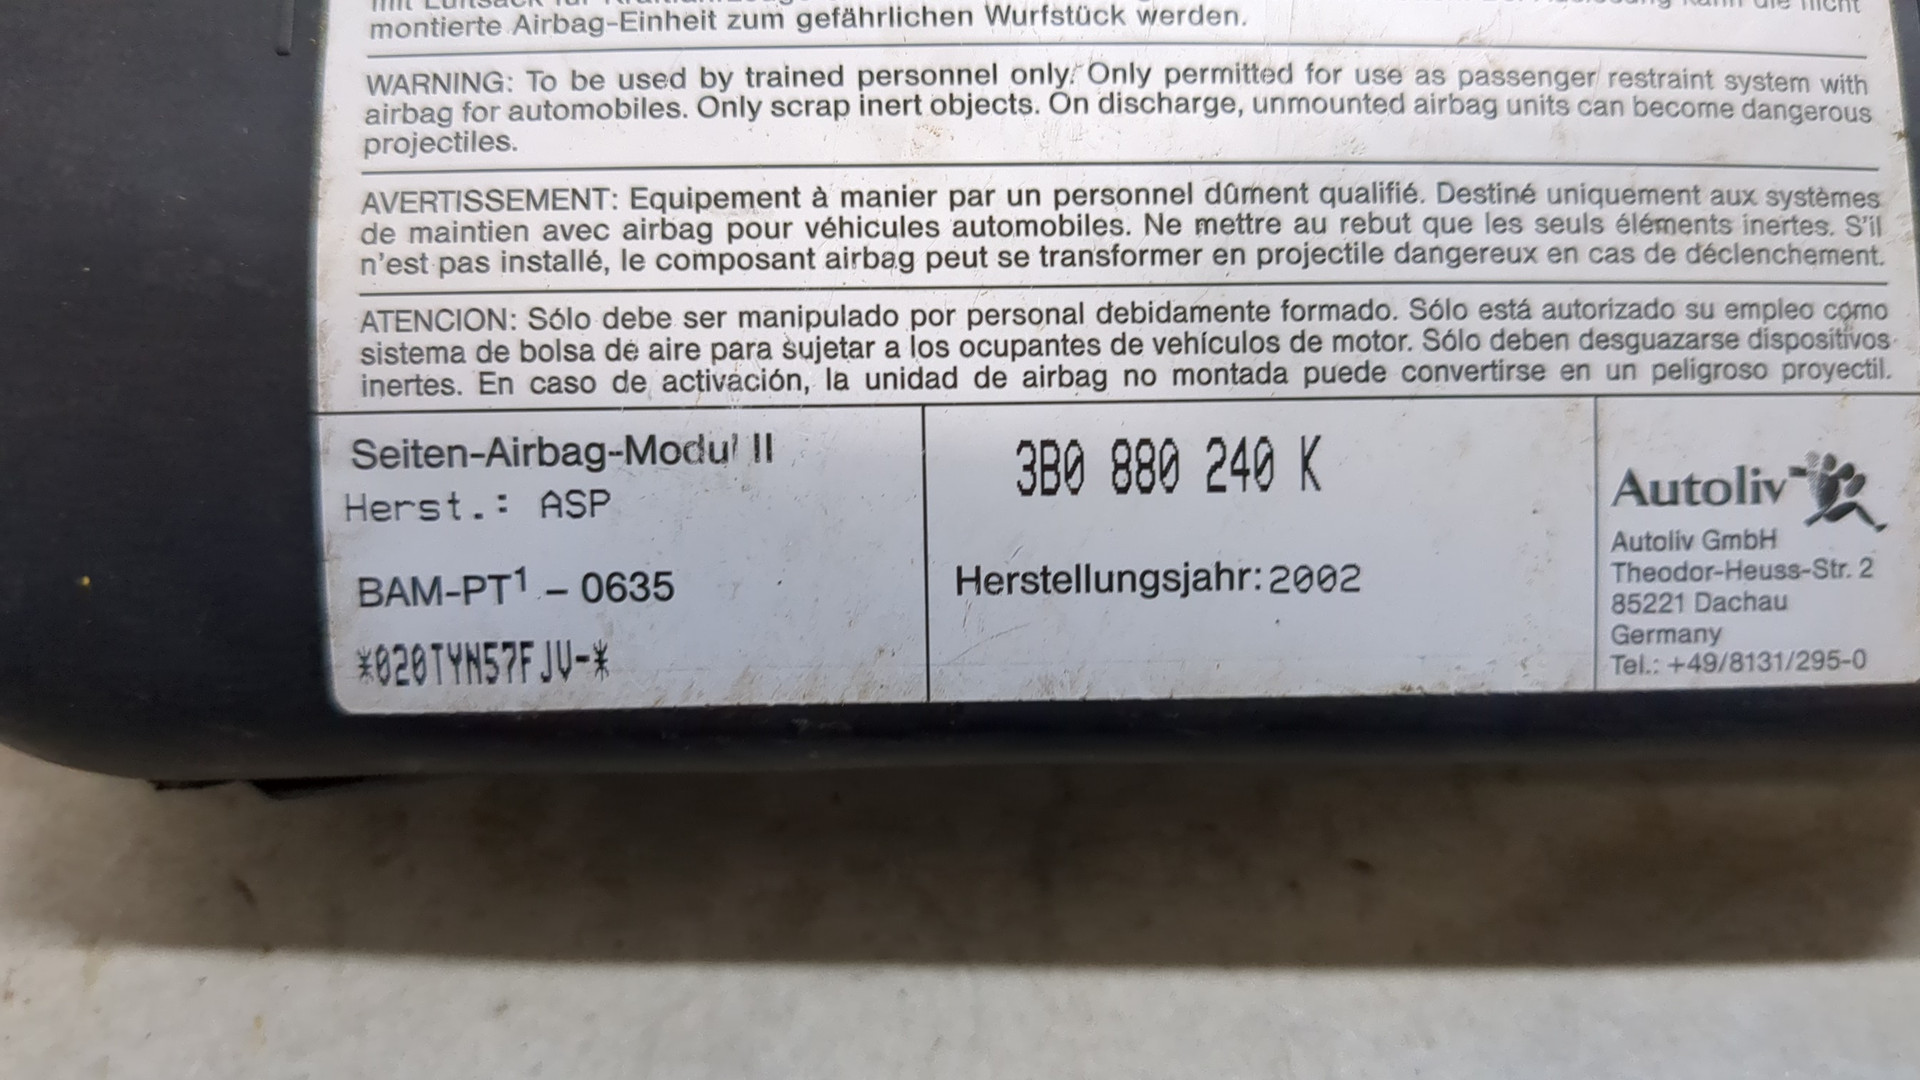 montierte Airbag-Einheit zum gefährlichen Wurfstück werden.
WARNING: To be used by trained personnel only. Only permitted for use as passenger restraint system with
airbag for automobiles. Only scrap inert objects. On discharge, unmounted airbag units can become dangerous
projectiles.
AVERTISSEMENT: Equipement à manier par un personnel dûment qualifié. Destiné uniquement aux systèmes
de maintien avec airbag pour véhicules automobiles. Ne mettre au rebut que les seuls éléments inertes. S'il
n'est pas installé, le composant airbag peut se transformer en projectile dangereux en cas de déclenchement.
ATENCION: Sólo debe ser manipulado por personal debidamente formado. Sólo está autorizado su empleo como
sistema de bolsa de aire para sujetar a los ocupantes de vehículos de motor. Sólo deben desguazarse dispositivos
inertes. En caso de activación, la unidad de airbag no montada puede convertirse en un peligroso proyectil.
Seiten-Airbag-Modul II
Herst.: ASP
BAM-PT¹ - 0635
*020TYN57FJV-*
3B0 880 240 K
Herstellungsjahr: 2002
Autoliv
Autoliv GmbH
Theodor-Heuss-Str. 2
85221 Dachau
Germany
Tel.: +49/8131/295-0